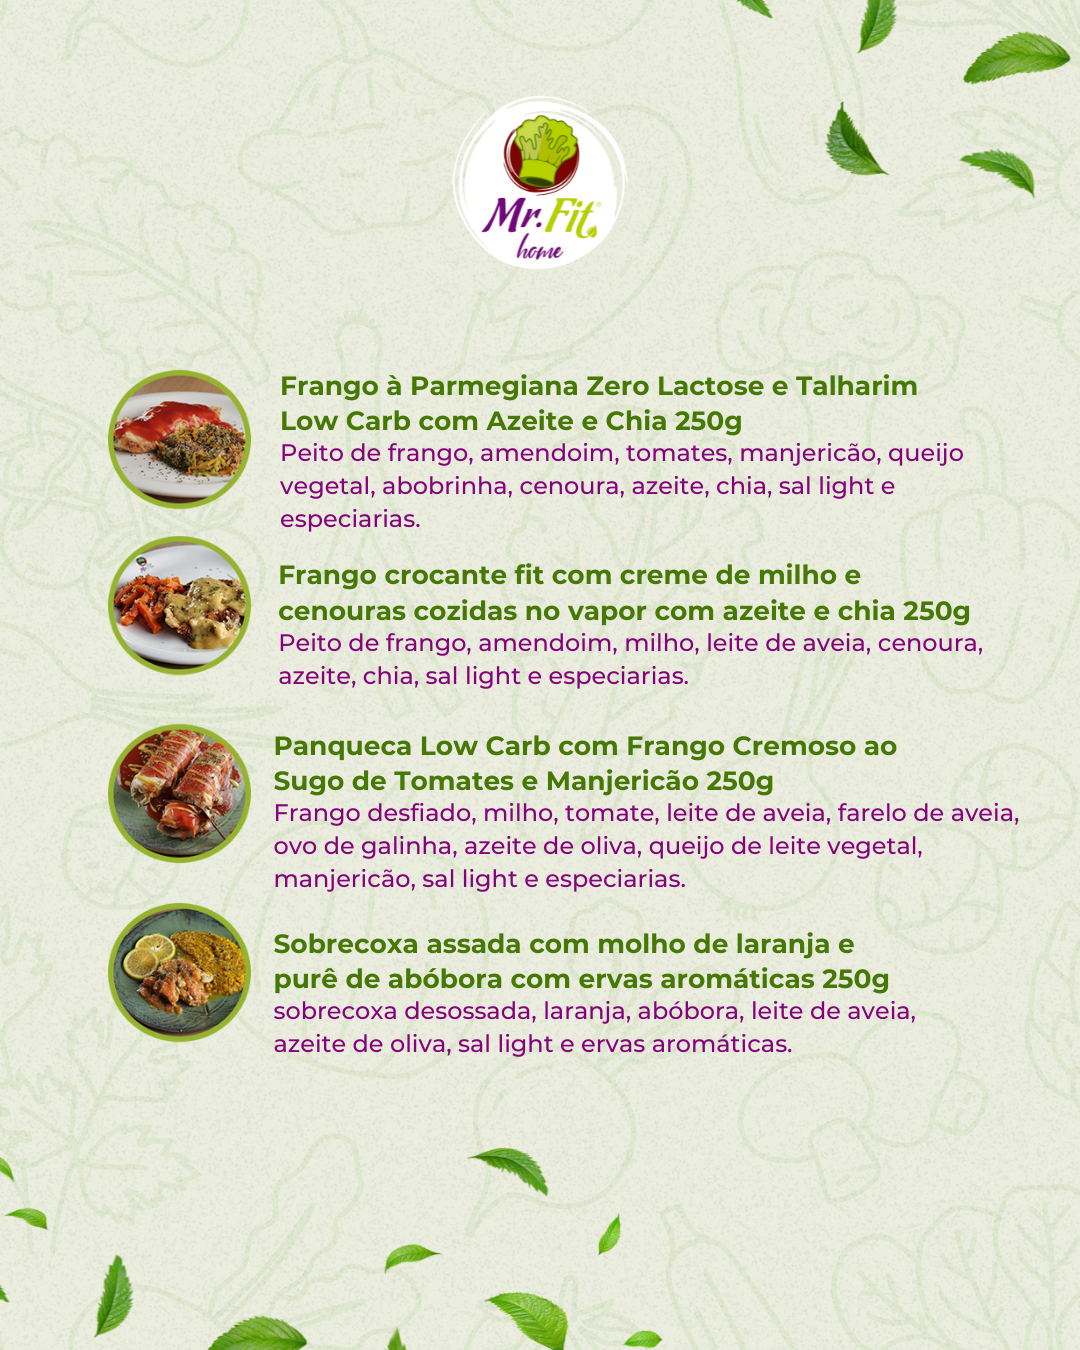 Mr. Fit
home
Frango à Parmegiana Zero Lactose e Talharim
Low Carb com Azeite e Chia 250g
Peito de frango, amendoim, tomates, manjericão, queijo
vegetal, abobrinha, cenoura, azeite, chia, sal light e
especiarias.
Frango crocante fit com creme de milho e
cenouras cozidas no vapor com azeite e chia 250g
Peito de frango, amendoim, milho, leite de aveia, cenoura,
azeite, chia, sal light e especiarias.
Panqueca Low Carb com Frango Cremoso ao
Sugo de Tomates e Manjericão 250g
Frango desfiado, milho, tomate, leite de aveia, farelo de aveia,
ovo de galinha, azeite de oliva, queijo de leite vegetal,
manjericão, sal light e especiarias.
Sobrecoxa assada com molho de laranja e
purê de abóbora com ervas aromáticas 250g
sobrecoxa desossada, laranja, abóbora, leite de aveia,
azeite de oliva, sal light e ervas aromáticas.